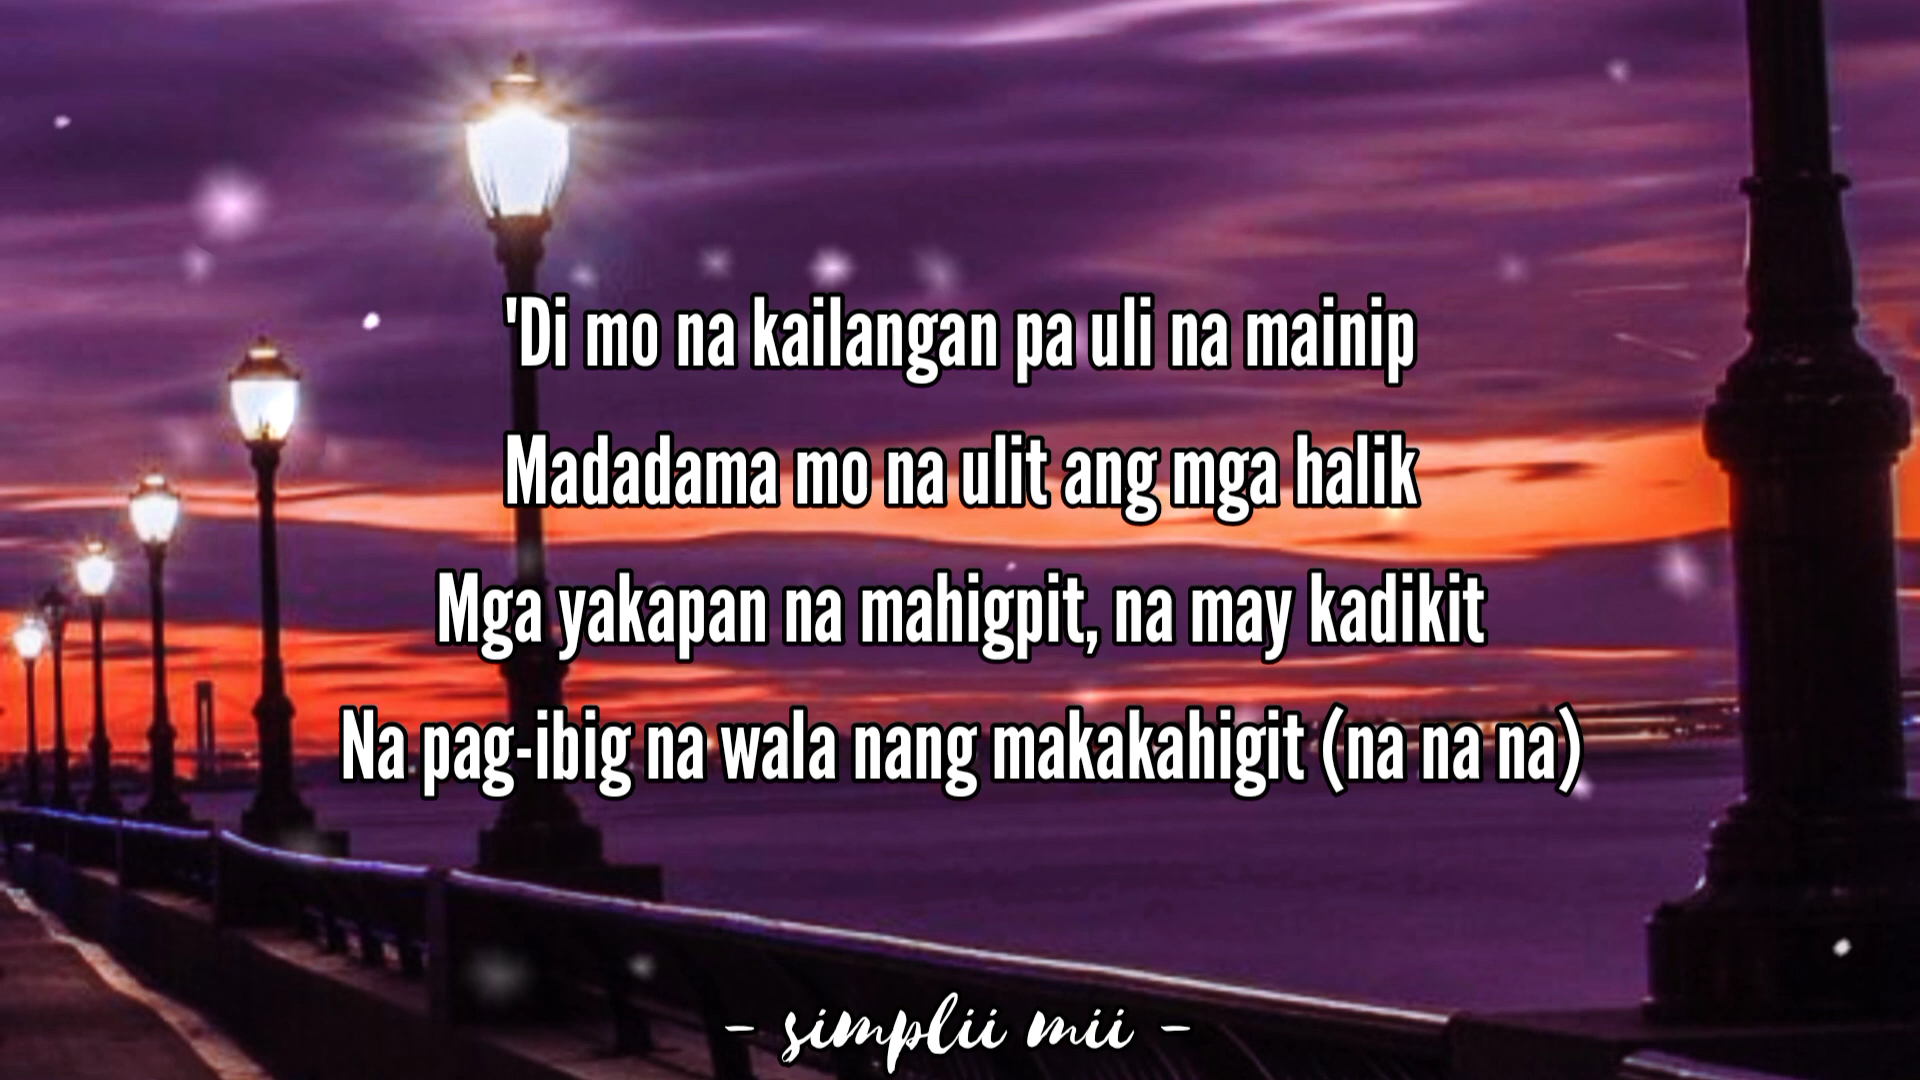 'Di mo na kailangan pa uli na mainip
Madadama mo na ulit ang mga halik
Mga yakapan na mahigpit, na may kadikit
Na pag-ibig na wala nang makakahigit (na na na)
- simplii mii -